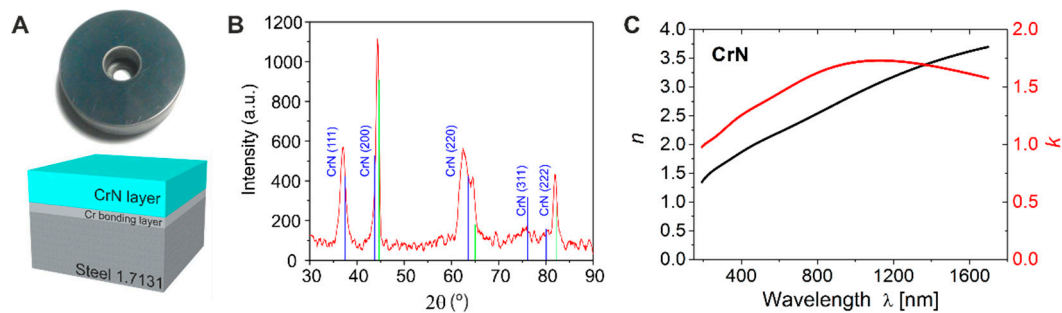 A
CrN layer
Cr bonding layer
Steel 1.7131
B
Intensity (a.u.)
1200
1000
800
600
400
200
0
CrN (111)
CrN (200)
CrN (220)
CrN (311)
CrN (222)
30 40 50 60 70 80 90
2θ (°)
C
CrN
n
4.0
3.5
3.0
2.5
2.0
1.5
1.0
0.5
0.0
2.0
1.5
1.0
0.5
0.0
k
400 800 1200 1600
Wavelength λ [nm]